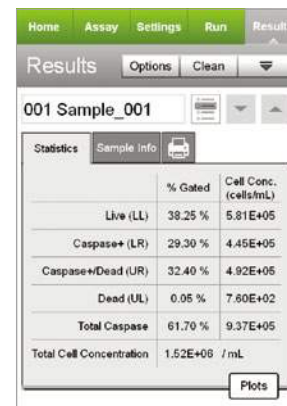 Home Assay Settings Run Result
Results Options Clean
001 Sample_001
Statistics Sample Info
% Gated Cell Conc. (cells/mL)
Live (LL) 38.25 % 5.81E+05
Caspase+ (LR) 29.30 % 4.45E+05
Caspase+/Dead (UR) 32.40 % 4.92E+05
Dead (UL) 0.05 % 7.60E+02
Total Caspase 61.70 % 9.37E+05
Total Cell Concentration 1.52E+06 / mL
Plots